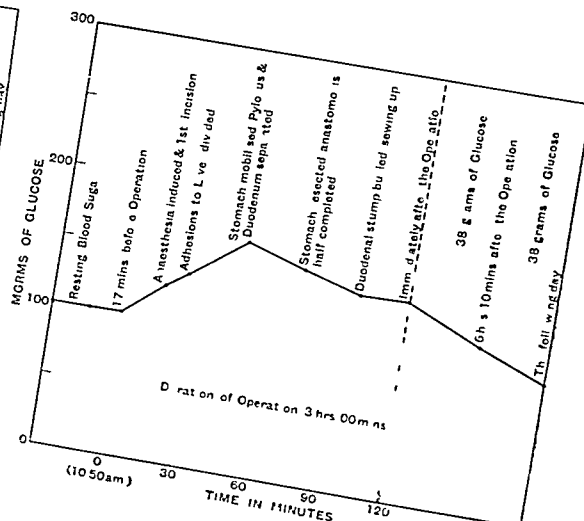 300
200
100
0
MGRMS OF GLUCOSE
Resting Blood Suga
17 mins befo e Operation
A aesthesia induced & 1st incision
Adhesions to L ve div ded
Stomach mobil sed Pylo us &
Duodenum sepa tted
Stomach esected anastomo is
half completed
Duodenal stump bu ied sewing up
Imm d ately afte the Ope atio
38 g ams of Glucose
6h s 10mins afte the Ope ation
38 grams of Glucose
Th foll w ng day
D rat on of Operat on 3 hrs 00m ns
0
(10 50am)
30
60
90
120
TIME IN MINUTES